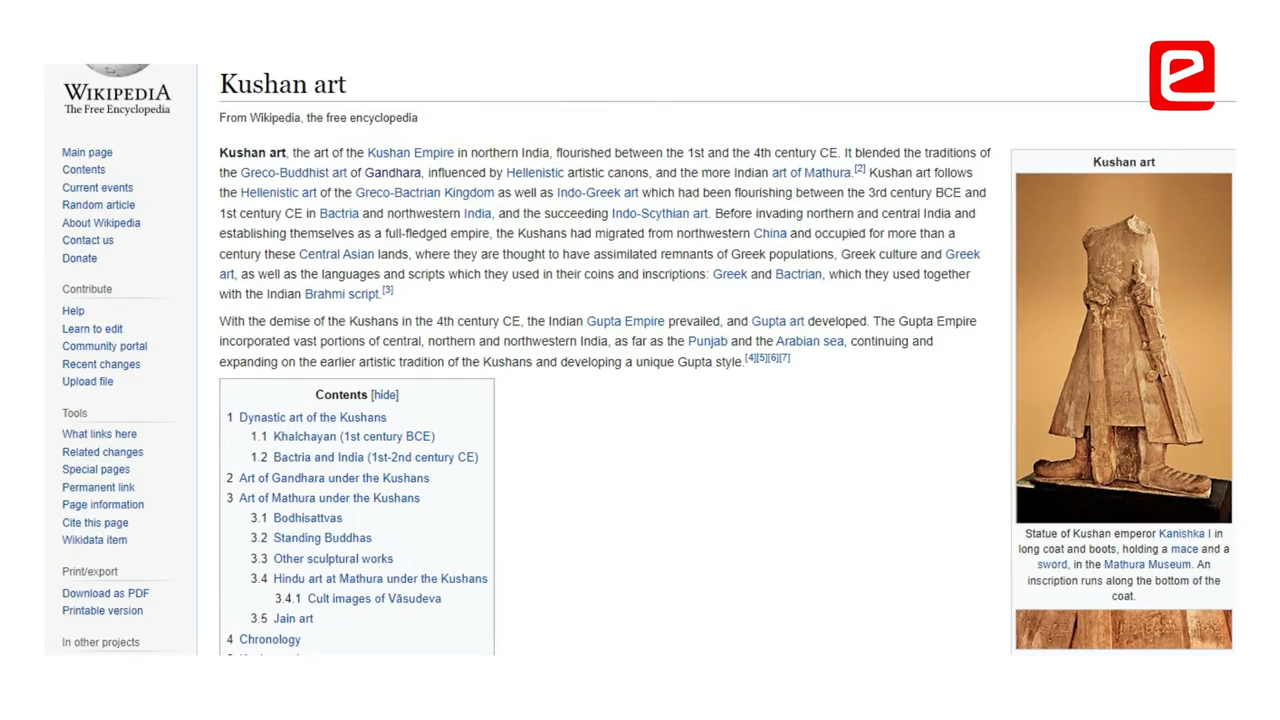 WIKIPEDIA
The Free Encyclopedia
Main page
Contents
Current events
Random article
About Wikipedia
Contact us
Donate
Contribute
Help
Learn to edit
Community portal
Recent changes
Upload file
Tools
What links here
Related changes
Special pages
Permanent link
Page information
Cite this page
Wikidata item
Print/export
Download as PDF
Printable version
In other projects
Kushan art
From Wikipedia, the free encyclopedia
Kushan art, the art of the Kushan Empire in northern India, flourished between the 1st and the 4th century CE. It blended the traditions of
the Greco-Buddhist art of Gandhara, influenced by Hellenistic artistic canons, and the more Indian art of Mathura.[2] Kushan art follows
the Hellenistic art of the Greco-Bactrian Kingdom as well as Indo-Greek art which had been flourishing between the 3rd century BCE and
1st century CE in Bactria and northwestern India, and the succeeding Indo-Scythian art. Before invading northern and central India and
establishing themselves as a full-fledged empire, the Kushans had migrated from northwestern China and occupied for more than a
century these Central Asian lands, where they are thought to have assimilated remnants of Greek populations, Greek culture and Greek
art, as well as the languages and scripts which they used in their coins and inscriptions: Greek and Bactrian, which they used together
with the Indian Brahmi script.[3]
With the demise of the Kushans in the 4th century CE, the Indian Gupta Empire prevailed, and Gupta art developed. The Gupta Empire
incorporated vast portions of central, northern and northwestern India, as far as the Punjab and the Arabian sea, continuing and
expanding on the earlier artistic tradition of the Kushans and developing a unique Gupta style.[4][5][6][7]
Contents [hide]
1 Dynastic art of the Kushans
1.1 Khalchayan (1st century BCE)
1.2 Bactria and India (1st-2nd century CE)
2 Art of Gandhara under the Kushans
3 Art of Mathura under the Kushans
3.1 Bodhisattvas
3.2 Standing Buddhas
3.3 Other sculptural works
3.4 Hindu art at Mathura under the Kushans
3.4.1 Cult images of Vāsudeva
3.5 Jain art
4 Chronology
e
Kushan art
Statue of Kushan emperor Kanishka I in
long coat and boots, holding a mace and a
sword, in the Mathura Museum. An
inscription runs along the bottom of the
coat.